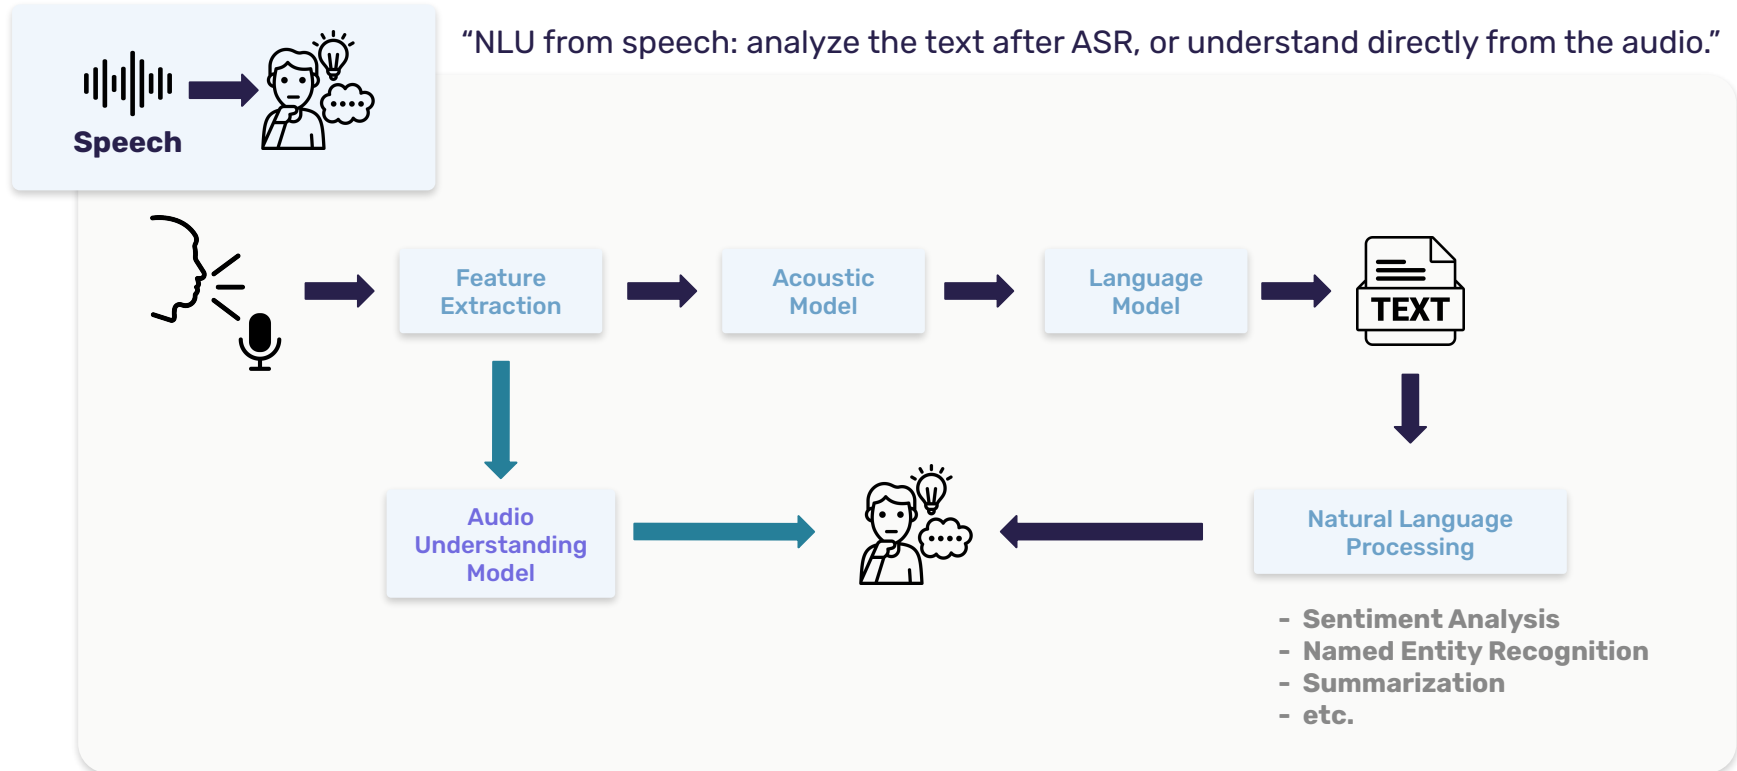 “NLU from speech: analyze the text after ASR, or understand directly from the audio.”
Speech
Feature
Extraction
Acoustic
Model
Language
Model
TEXT
Audio
Understanding
Model
Natural Language
Processing
- Sentiment Analysis
- Named Entity Recognition
- Summarization
- etc.